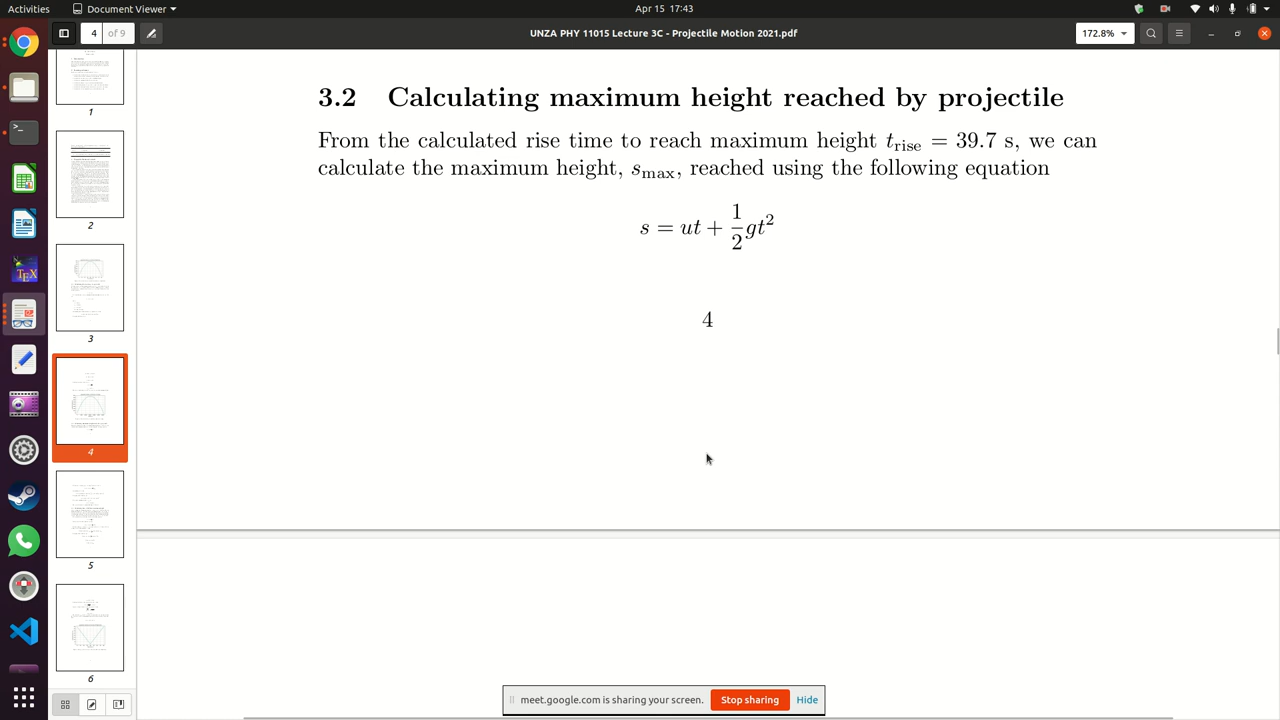 Activities
Document Viewer
Apr 15 17:43
4 of 9
UNZA PHY 11015 Lecture 3C - Projectile Motion 2021.pdf
172.8%
1
2
3
4
5
6
3.2 Calculating maximum height reached by projectile
From the calculated rise time to reach maximum height t_rise = 39.7 s, we can
calculate the maximum height, s_max, reached using the following equation
s = ut + 1/2 gt²
4
meet.google.com is sharing your screen.
Stop sharing
Hide